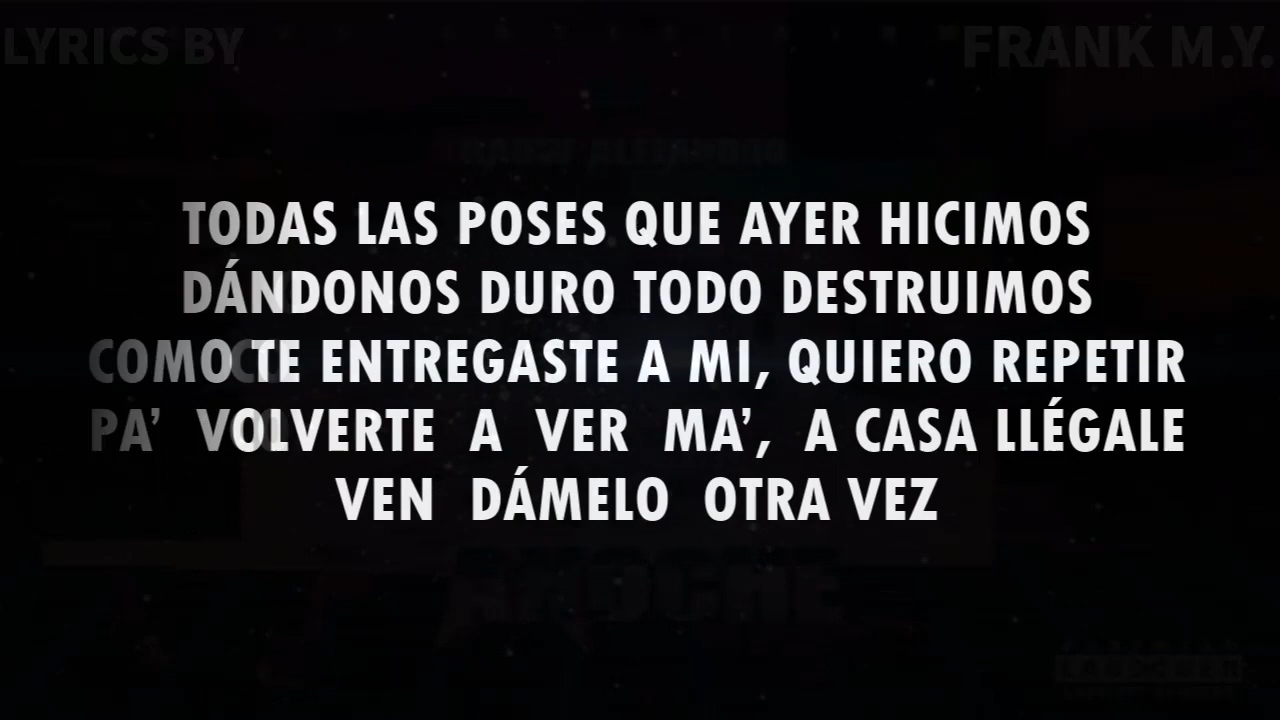 LYRICS BY
FRANK M.Y.
TODAS LAS POSES QUE AYER HICIMOS
DÁNDONOS DURO TODO DESTRUIMOS
COMO TE ENTREGASTE A MI, QUIERO REPETIR
PA' VOLVERTE A VER MA', A CASA LLÉGALE
VEN DÁMELO OTRA VEZ